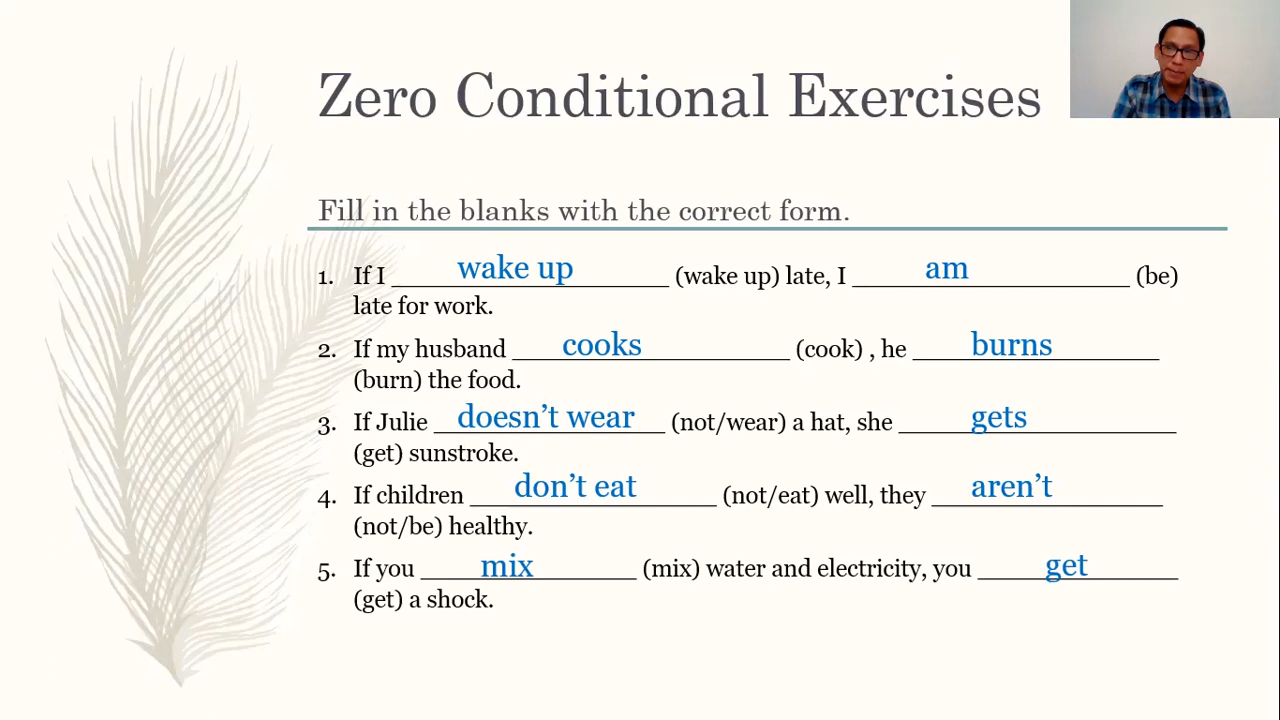 Zero Conditional Exercises
Fill in the blanks with the correct form.
1. If I wake up (wake up) late, I am (be)
late for work.
2. If my husband cooks (cook) , he burns
(burn) the food.
3. If Julie doesn’t wear (not/wear) a hat, she gets
(get) sunstroke.
4. If children don’t eat (not/eat) well, they aren’t
(not/be) healthy.
5. If you mix (mix) water and electricity, you get
(get) a shock.